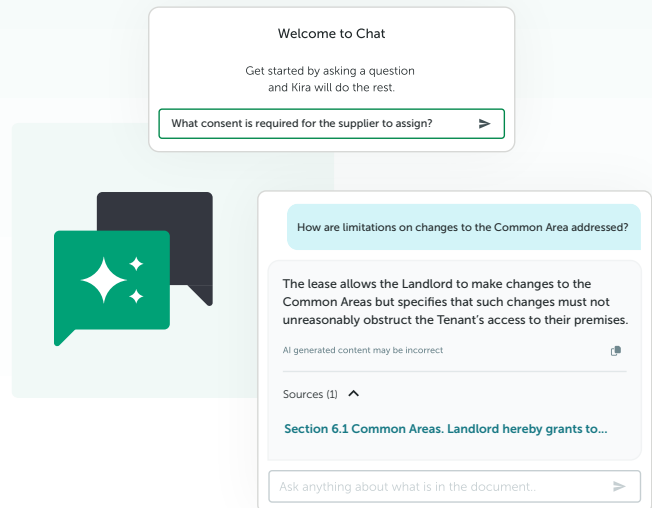 Welcome to Chat
Get started by asking a question
and Kira will do the rest.
What consent is required for the supplier to assign?
How are limitations on changes to the Common Area addressed?
The lease allows the Landlord to make changes to the
Common Areas but specifies that such changes must not
unreasonably obstruct the Tenant's access to their premises.
AI generated content may be incorrect
Sources (1)
Section 6.1 Common Areas. Landlord hereby grants to...
Ask anything about what is in the document..